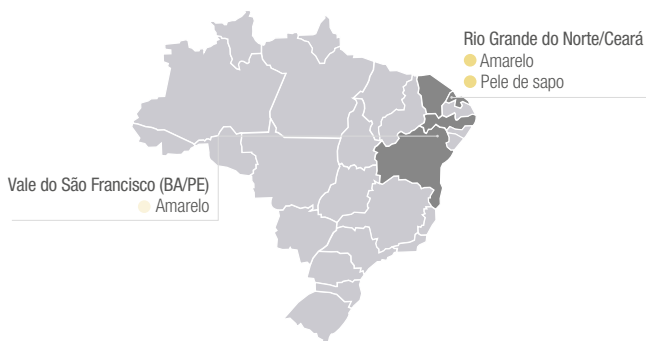 Rio Grande do Norte/Ceará
Amarelo
Pele de sapo
Vale do São Francisco (BA/PE)
Amarelo